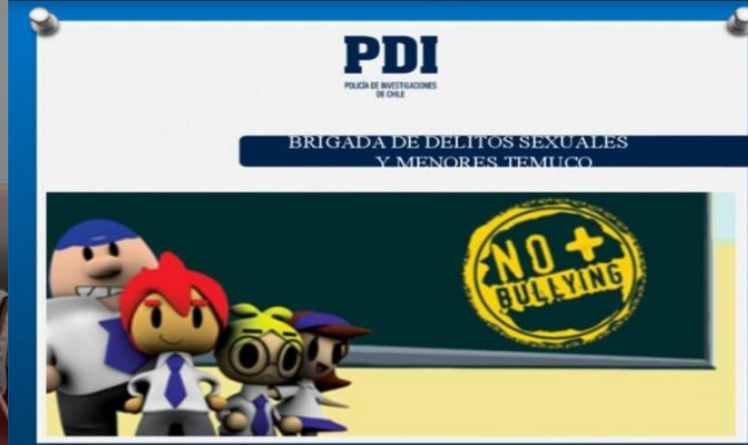 PDI
POLICÍA DE INVESTIGACIONES
DE CHILE
BRIGADA DE DELITOS SEXUALES
Y MENORES TEMUCO
NO +
BULLYING